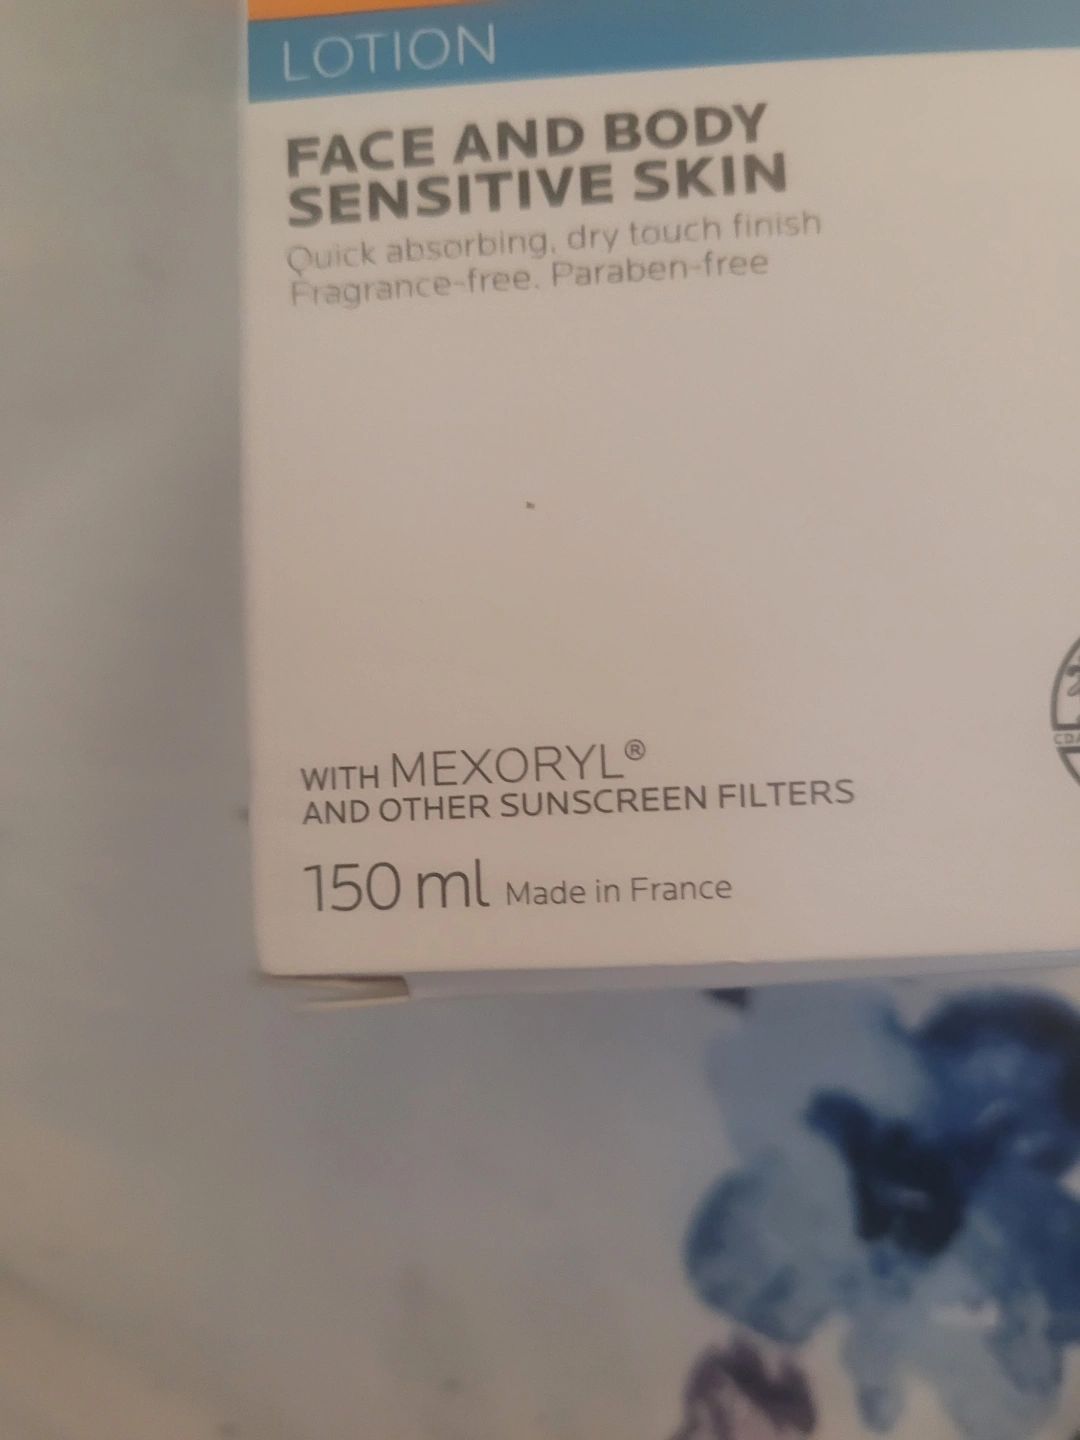 LOTION
FACE AND BODY
SENSITIVE SKIN
Quick absorbing, dry touch finish
Fragrance-free. Paraben-free
WITH MEXORYL®
AND OTHER SUNSCREEN FILTERS
150 ml Made in France